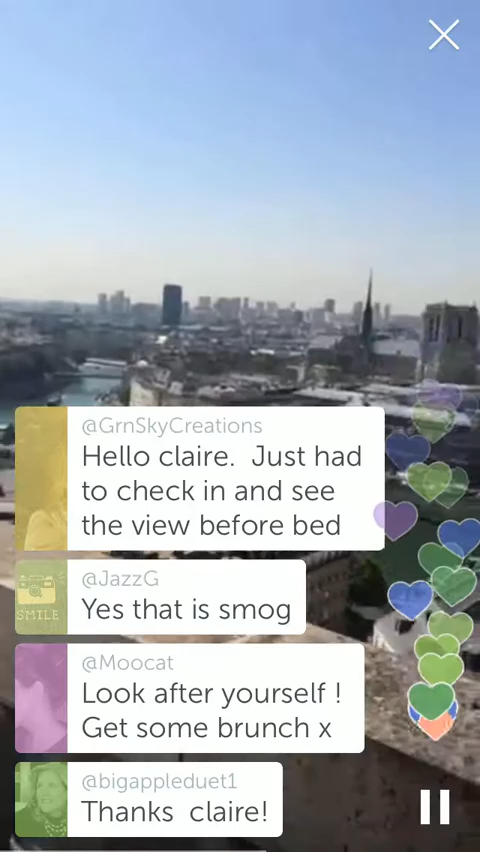 @GrnSkyCreations
Hello claire.  Just had
to check in and see
the view before bed
@JazzG
SMILE
Yes that is smog
@Moocat
Look after yourself !
Get some brunch x
@bigappleduet1
Thanks  claire!